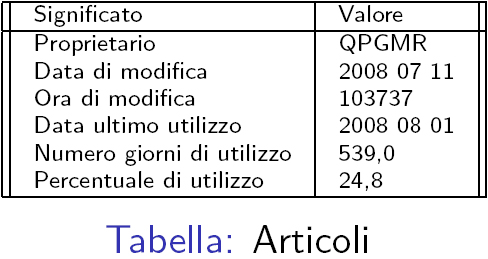 Significato Valore
Proprietario QPGMR
Data di modifica 2008 07 11
Ora di modifica 103737
Data ultimo utilizzo 2008 08 01
Numero giorni di utilizzo 539,0
Percentuale di utilizzo 24,8
Tabella: Articoli